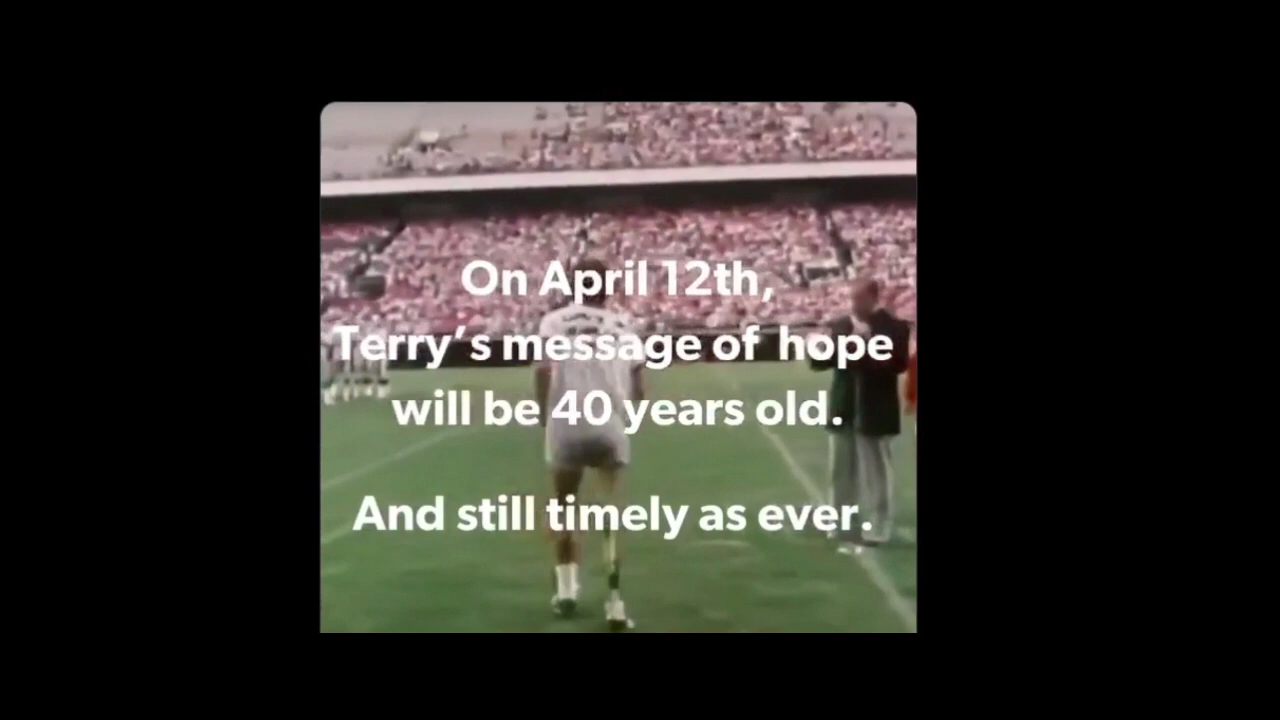 On April 12th,
Terry's message of hope
will be 40 years old.
And still timely as ever.